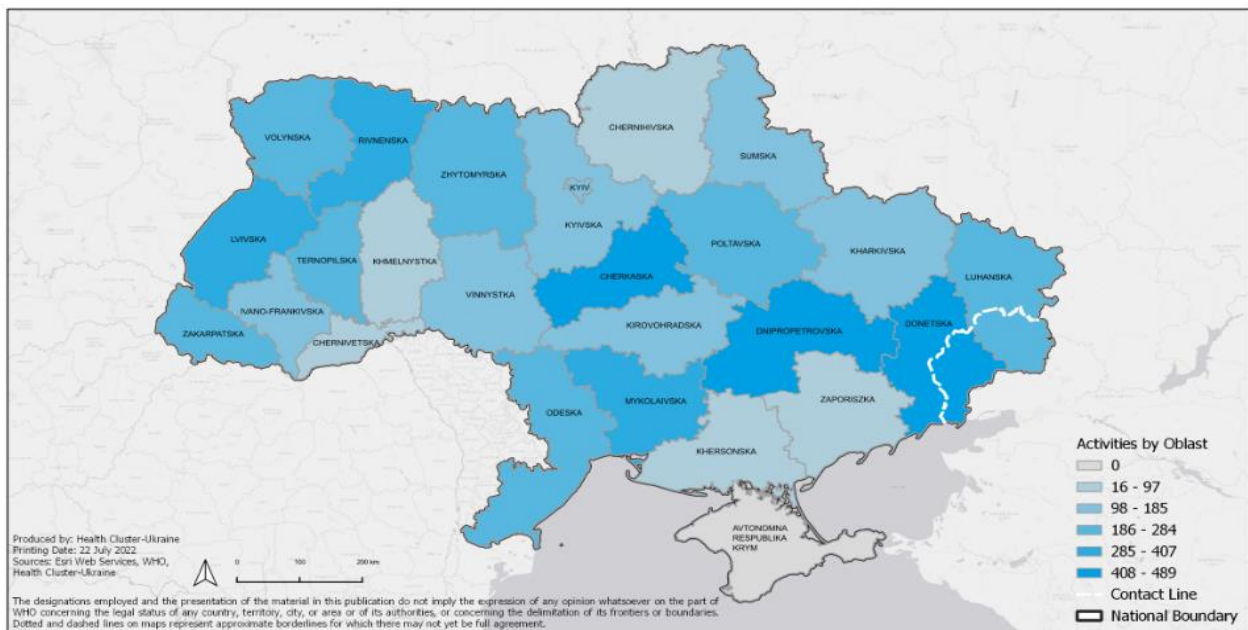 CHERNIHIVSKA
VOLYNSKA
RIVNENSKA
SUMSKA
ZHYTOMYRSKA
KYIV
KYIVSKA
LVIVSKA
POLTAVSKA
KHARKIVSKA
TERNOPILSKA
KHMELNYSTKA
LUHANSKA
CHERKASKA
VINNYSTKA
IVANO-FRANKIVSKA
KIROVOHRADSKA
DNIPROPETROVSKA
DONETSKA
ZAKARPATSKA
CHERNIVETSKA
ODESKA
MYKOLAIVSKA
ZAPORISZKA
KHERSONSKA
AVTONOMNA
RESPUBLIKA
KRYM
Activities by Oblast
0
16 - 97
98 - 185
186 - 284
285 - 407
408 - 489
Contact Line
National Boundary
Produced by: Health Cluster-Ukraine
Printing Date: 22 July 2022
Sources: Esri Web Services, WHO,
Health Cluster-Ukraine
0 100 200 km
The designations employed and the presentation of the material in this publication do not imply the expression of any opinion whatsoever on the part of
WHO concerning the legal status of any country, territory, city, or area or of its authorities, or concerning the delimitation of its frontiers or boundaries.
Dotted and dashed lines on maps represent approximate borderlines for which there may not yet be full agreement.